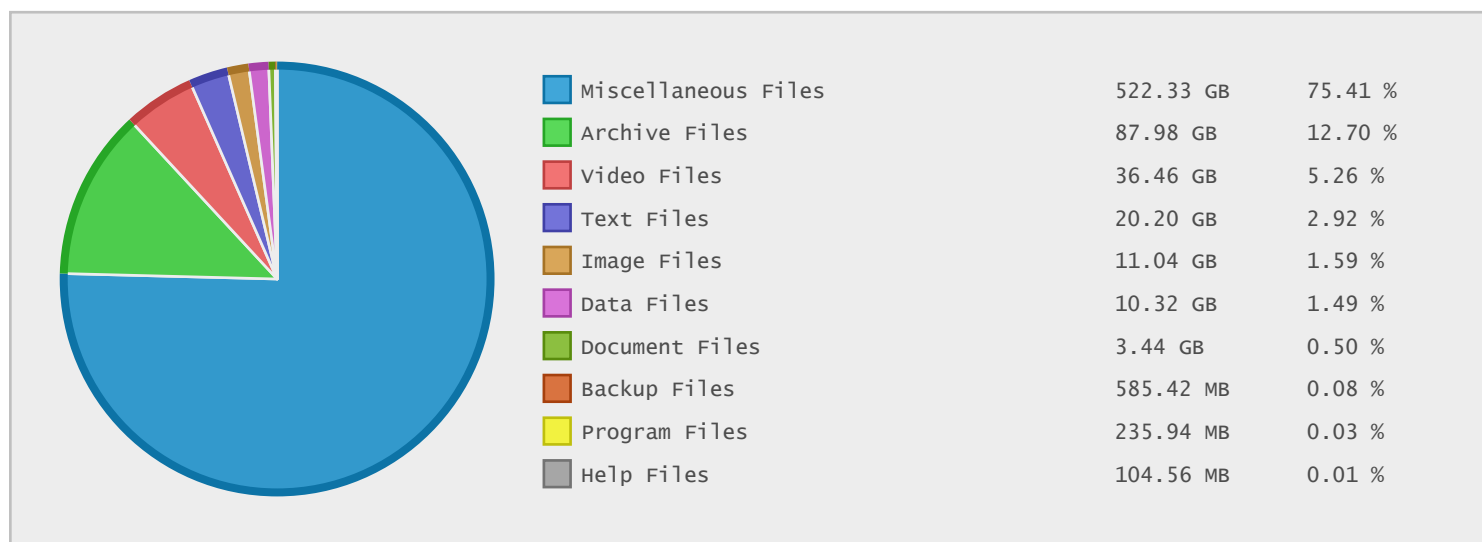 Miscellaneous Files 522.33 GB 75.41 %
Archive Files 87.98 GB 12.70 %
Video Files 36.46 GB 5.26 %
Text Files 20.20 GB 2.92 %
Image Files 11.04 GB 1.59 %
Data Files 10.32 GB 1.49 %
Document Files 3.44 GB 0.50 %
Backup Files 585.42 MB 0.08 %
Program Files 235.94 MB 0.03 %
Help Files 104.56 MB 0.01 %